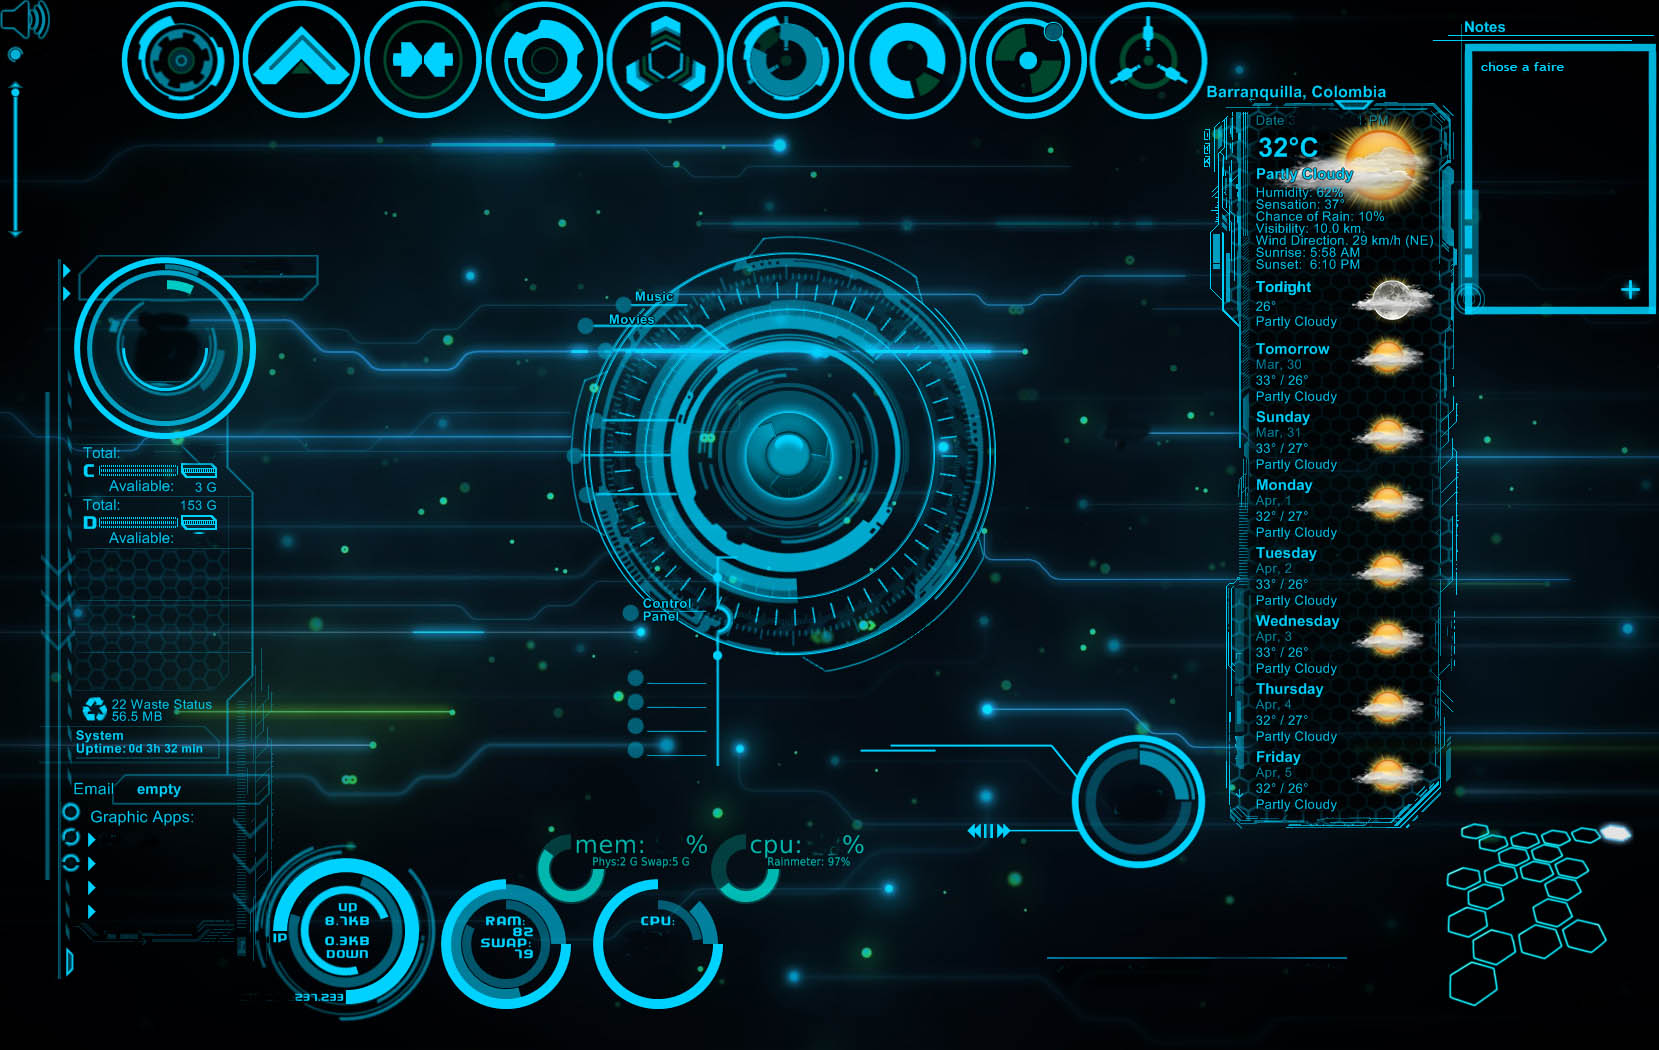 Notes
chose a faire
Barranquilla, Colombia
Date
1 PM
32°C
Partly Cloudy
Humidity: 62%
Sensation: 37°
Chance of Rain: 10%
Visibility: 10.0 km.
Wind Direction. 29 km/h (NE)
Sunrise: 5:58 AM
Sunset: 6:10 PM
Tonight
26°
Partly Cloudy
Tomorrow
Mar, 30
33° / 26°
Partly Cloudy
Sunday
Mar, 31
33° / 27°
Partly Cloudy
Monday
Apr, 1
32° / 27°
Partly Cloudy
Tuesday
Apr, 2
33° / 26°
Partly Cloudy
Wednesday
Apr, 3
33° / 26°
Partly Cloudy
Thursday
Apr, 4
32° / 27°
Partly Cloudy
Friday
Apr, 5
32° / 26°
Partly Cloudy
Music
Movies
Control
Panel
Total:
C
Avaliable: 3 G
Total: 153 G
D
Avaliable:
22 Waste Status
56.5 MB
System
Uptime: 0d 3h 32 min
Email empty
Graphic Apps:
UP
8.7KB
0.3KB
DOWN
IP
237.233
RAM:
82
SWAP:
79
CPU:
mem: %
Phys:2 G Swap:5 G
cpu: %
Rainmeter: 97%